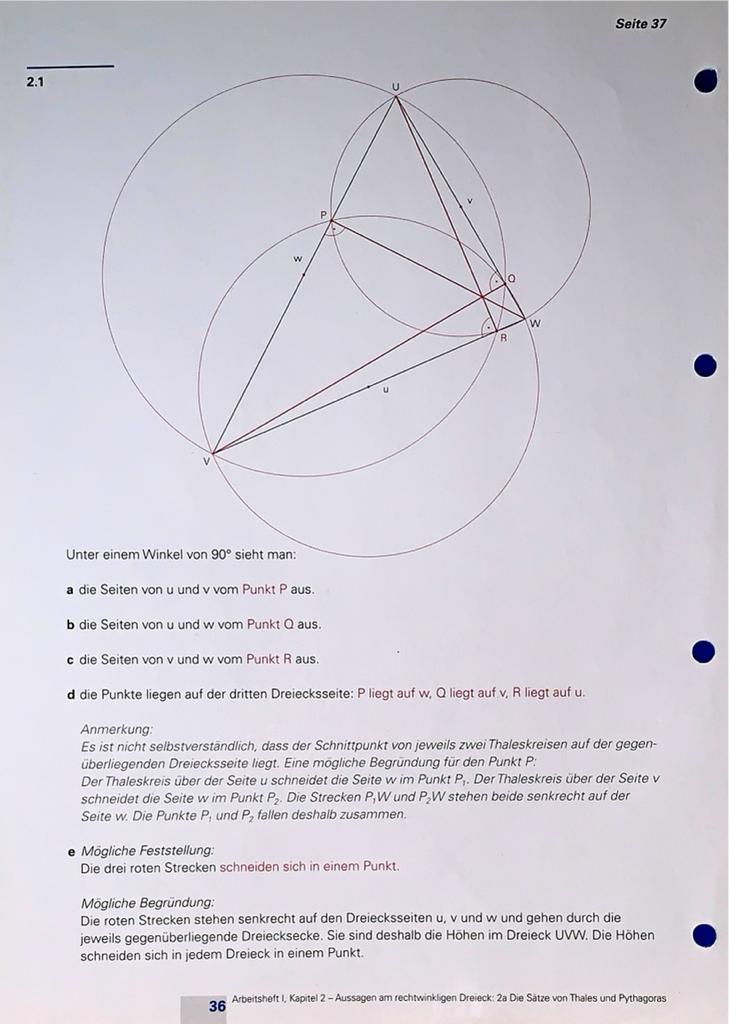 Seite 37
2.1
U
v
P
w
Q
W
R
u
V
Unter einem Winkel von 90° sieht man:
a die Seiten von u und v vom Punkt P aus.
b die Seiten von u und w vom Punkt Q aus.
c die Seiten von v und w vom Punkt R aus.
d die Punkte liegen auf der dritten Dreiecksseite: P liegt auf w, Q liegt auf v, R liegt auf u.
Anmerkung:
Es ist nicht selbstverständlich, dass der Schnittpunkt von jeweils zwei Thaleskreisen auf der gegen-
überliegenden Dreiecksseite liegt. Eine mögliche Begründung für den Punkt P:
Der Thaleskreis über der Seite u schneidet die Seite w im Punkt P₁. Der Thaleskreis über der Seite v
schneidet die Seite w im Punkt P₂. Die Strecken P₁W und P₂W stehen beide senkrecht auf der
Seite w. Die Punkte P₁ und P₂ fallen deshalb zusammen.
e Mögliche Feststellung:
Die drei roten Strecken schneiden sich in einem Punkt.
Mögliche Begründung:
Die roten Strecken stehen senkrecht auf den Dreiecksseiten u, v und w und gehen durch die
jeweils gegenüberliegende Dreiecksecke. Sie sind deshalb die Höhen im Dreieck UVW. Die Höhen
schneiden sich in jedem Dreieck in einem Punkt.
36 Arbeitsheft I, Kapitel 2 – Aussagen am rechtwinkligen Dreieck: 2a Die Sätze von Thales und Pythagoras